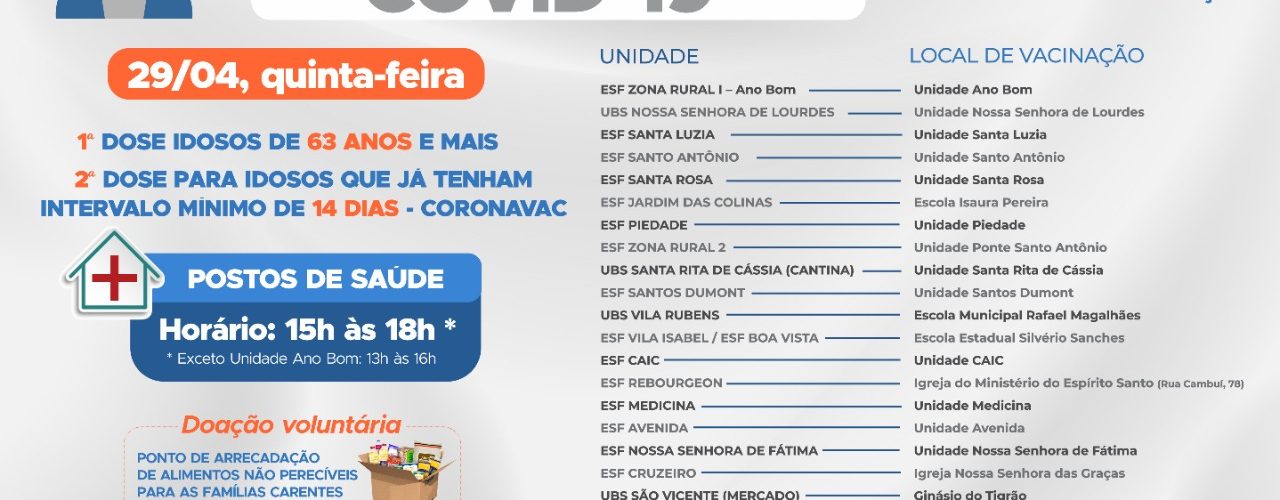 COVID-19
29/04, quinta-feira
1ª DOSE IDOSOS DE 63 ANOS E MAIS
2ª DOSE PARA IDOSOS QUE JÁ TENHAM
INTERVALO MÍNIMO DE 14 DIAS - CORONAVAC
POSTOS DE SAÚDE
Horário: 15h às 18h *
* Exceto Unidade Ano Bom: 13h às 16h
Doação voluntária
PONTO DE ARRECADAÇÃO
DE ALIMENTOS NÃO PERECÍVEIS
PARA AS FAMÍLIAS CARENTES
UNIDADE LOCAL DE VACINAÇÃO
ESF ZONA RURAL I – Ano Bom Unidade Ano Bom
UBS NOSSA SENHORA DE LOURDES Unidade Nossa Senhora de Lourdes
ESF SANTA LUZIA Unidade Santa Luzia
ESF SANTO ANTÔNIO Unidade Santo Antônio
ESF SANTA ROSA Unidade Santa Rosa
ESF JARDIM DAS COLINAS Escola Isaura Pereira
ESF PIEDADE Unidade Piedade
ESF ZONA RURAL 2 Unidade Ponte Santo Antônio
UBS SANTA RITA DE CÁSSIA (CANTINA) Unidade Santa Rita de Cássia
ESF SANTOS DUMONT Unidade Santos Dumont
UBS VILA RUBENS Escola Municipal Rafael Magalhães
ESF VILA ISABEL / ESF BOA VISTA Escola Estadual Silvério Sanches
ESF CAIC Unidade CAIC
ESF REBOURGEON Igreja do Ministério do Espírito Santo (Rua Cambuí, 78)
ESF MEDICINA Unidade Medicina
ESF AVENIDA Unidade Avenida
ESF NOSSA SENHORA DE FÁTIMA Unidade Nossa Senhora de Fátima
ESF CRUZEIRO Igreja Nossa Senhora das Graças
UBS SÃO VICENTE (MERCADO) Ginásio do Tigrão